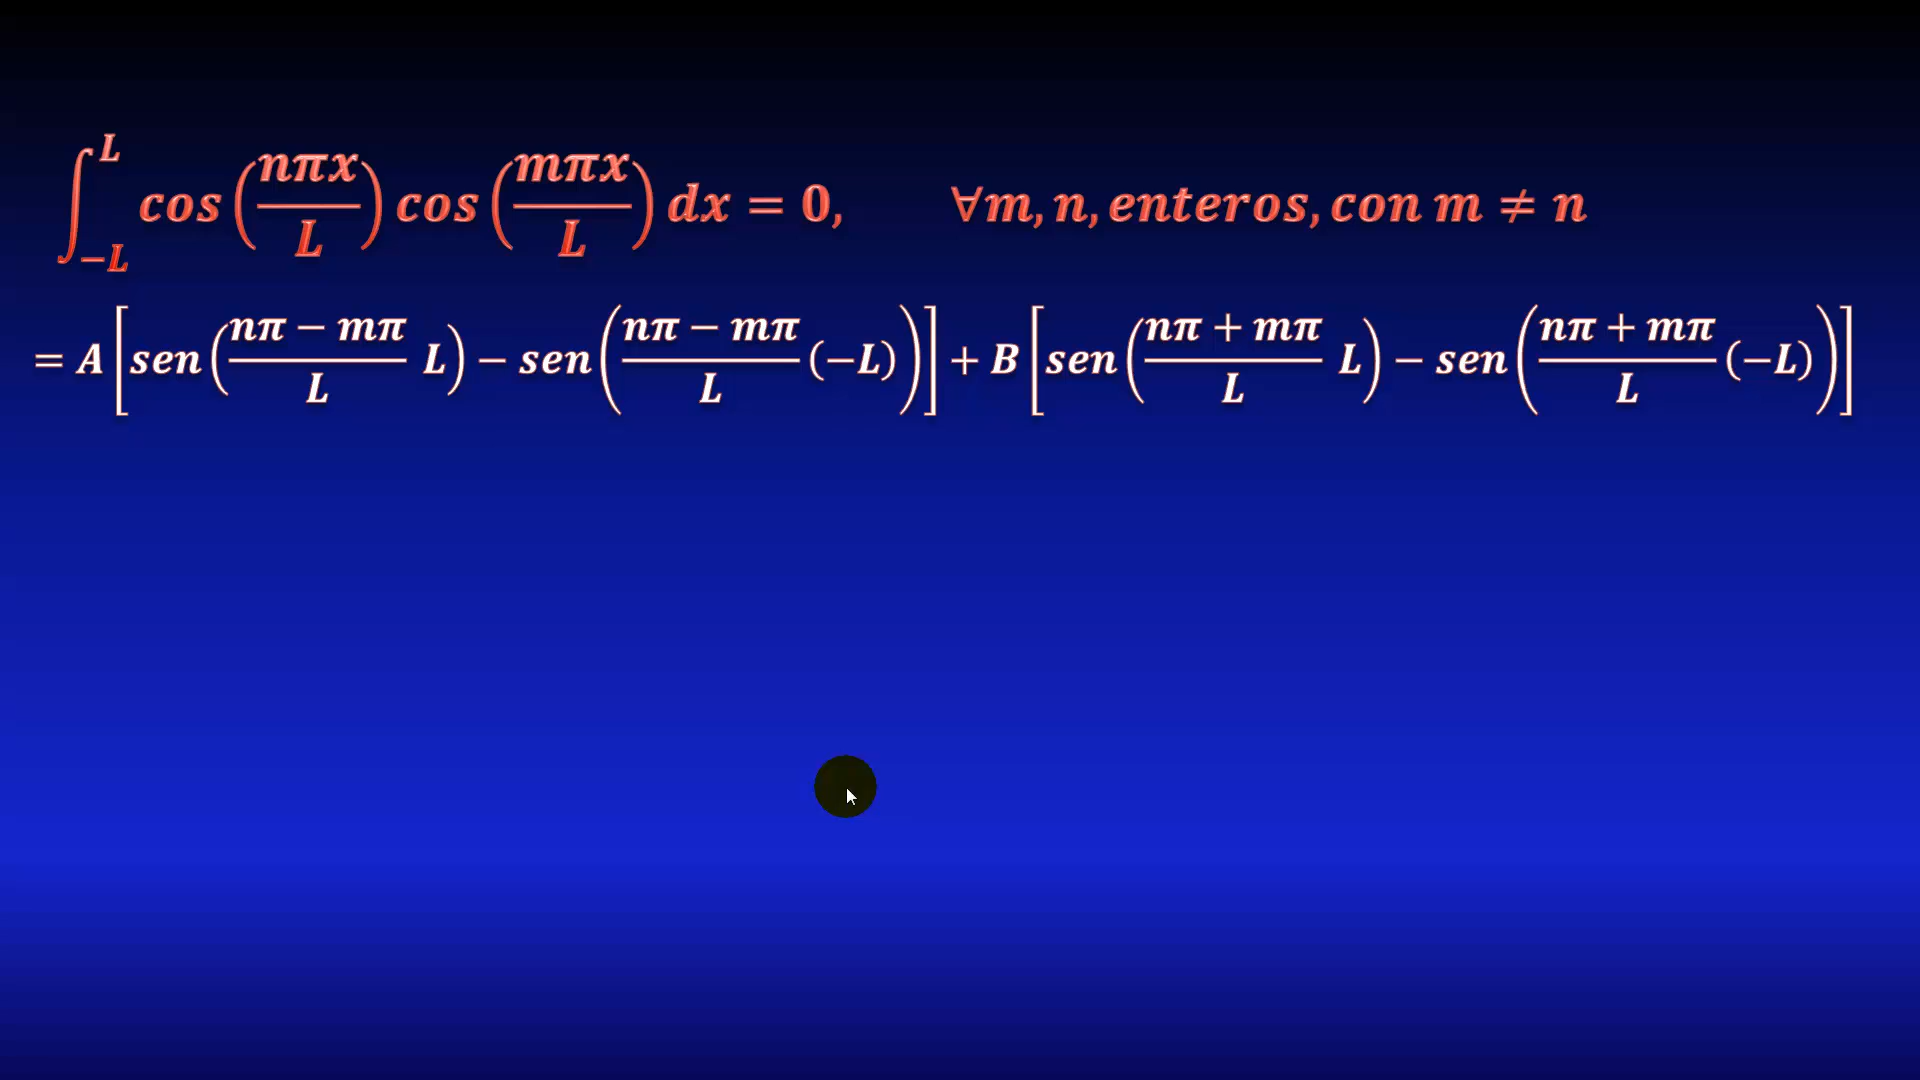 ∫_{-L}^{L} cos(nπx/L) cos(mπx/L) dx = 0, ∀m, n, enteros, con m ≠ n
= A[sen((nπ − mπ)/L L) − sen((nπ − mπ)/L (−L))] + B[sen((nπ + mπ)/L L) − sen((nπ + mπ)/L (−L))]